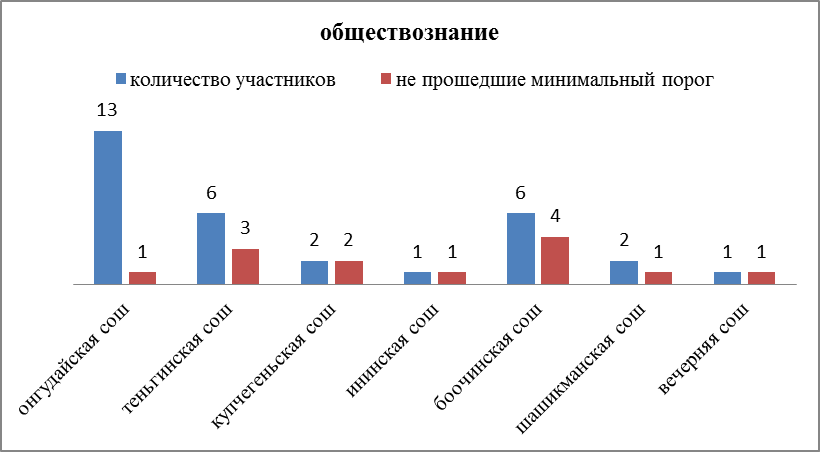 обществознание
количество участников
не прошедшие минимальный порог
13
1
6
3
2
2
1
1
6
4
2
1
1
1
онгудайская сош
теньгинская сош
купчегеньская сош
ининская сош
боочинская сош
шашикманская сош
вечерняя сош